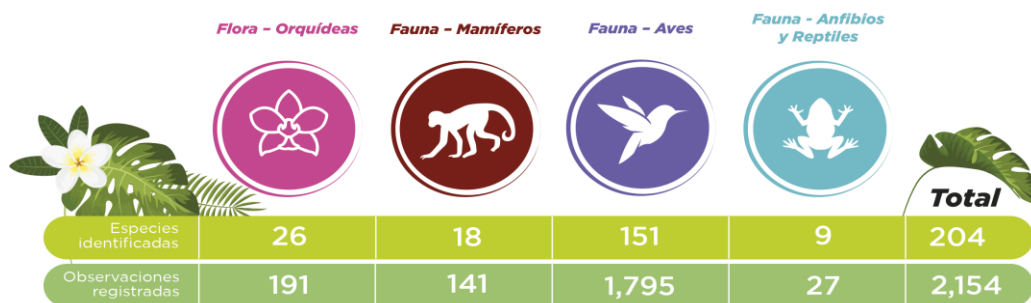 Flora – Orquídeas
Fauna – Mamíferos
Fauna – Aves
Fauna - Anfibios
y Reptiles
Total
Especies
identificadas
26
18
151
9
204
Observaciones
registradas
191
141
1,795
27
2,154